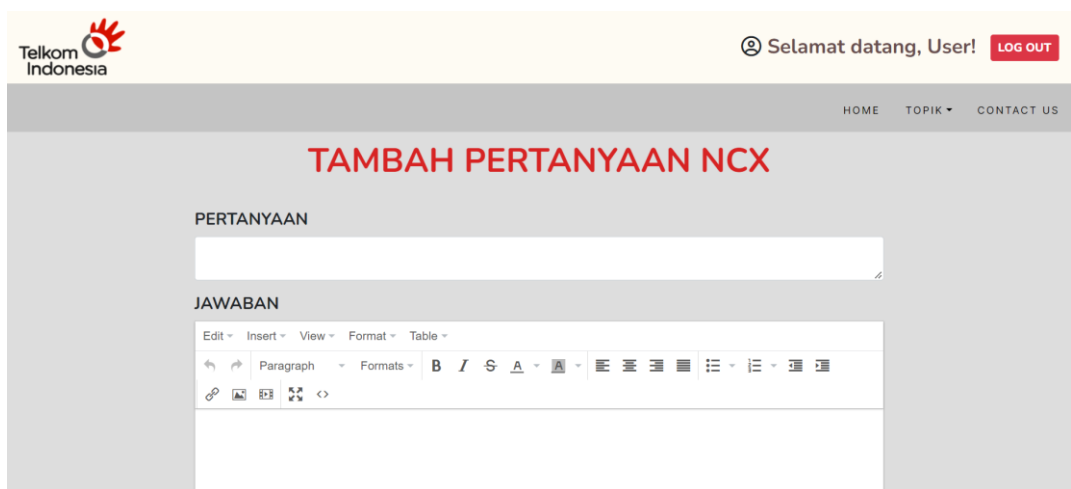 Telkom
Indonesia
Selamat datang, User!
LOG OUT
HOME TOPIK CONTACT US
TAMBAH PERTANYAAN NCX
PERTANYAAN
JAWABAN
Edit Insert View Format Table
Paragraph Formats B I S A A